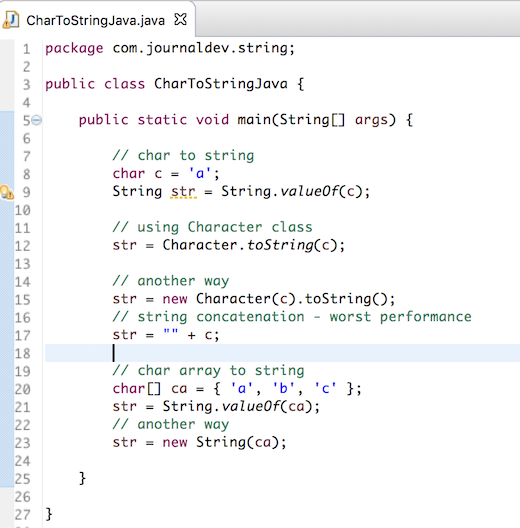 CharToStringJava.java
1 package com.journaldev.string;
2
3 public class CharToStringJava {
4
5 public static void main(String[] args) {
6
7 // char to string
8 char c = 'a';
9 String str = String.valueOf(c);
10
11 // using Character class
12 str = Character.toString(c);
13
14 // another way
15 str = new Character(c).toString();
16 // string concatenation - worst performance
17 str = "" + c;
18
19 // char array to string
20 char[] ca = { 'a', 'b', 'c' };
21 str = String.valueOf(ca);
22 // another way
23 str = new String(ca);
24
25 }
26
27 }